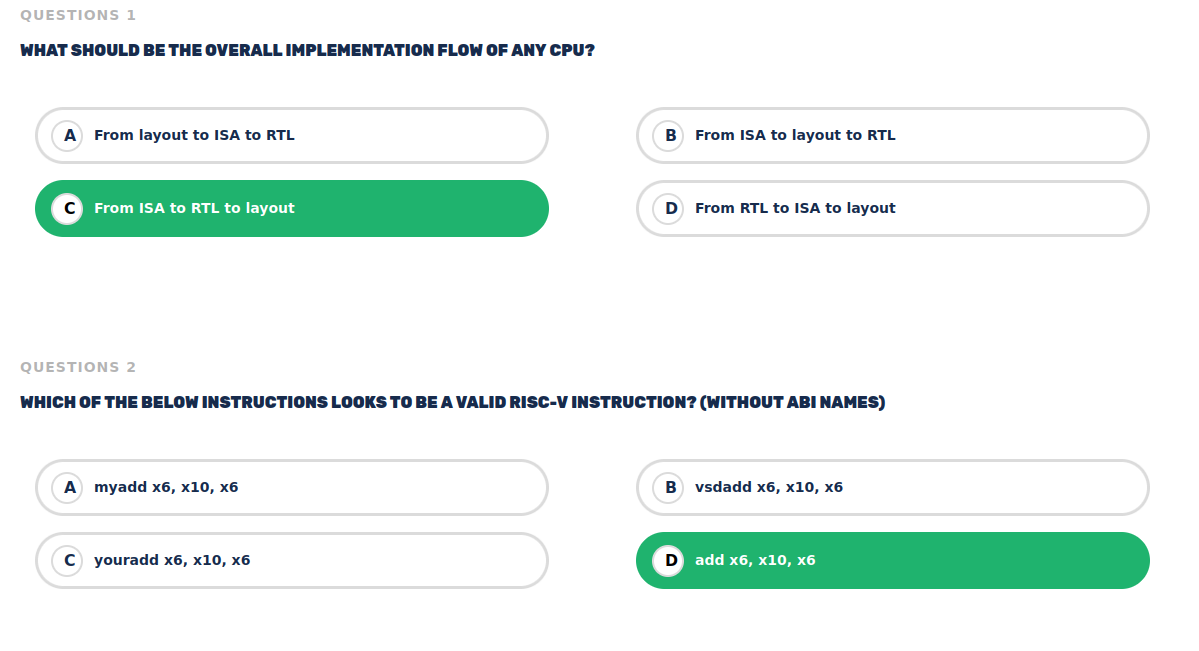 QUESTIONS 1
WHAT SHOULD BE THE OVERALL IMPLEMENTATION FLOW OF ANY CPU?
A From layout to ISA to RTL
B From ISA to layout to RTL
C From ISA to RTL to layout
D From RTL to ISA to layout
QUESTIONS 2
WHICH OF THE BELOW INSTRUCTIONS LOOKS TO BE A VALID RISC-V INSTRUCTION? (WITHOUT ABI NAMES)
A myadd x6, x10, x6
B vsdadd x6, x10, x6
C youradd x6, x10, x6
D add x6, x10, x6